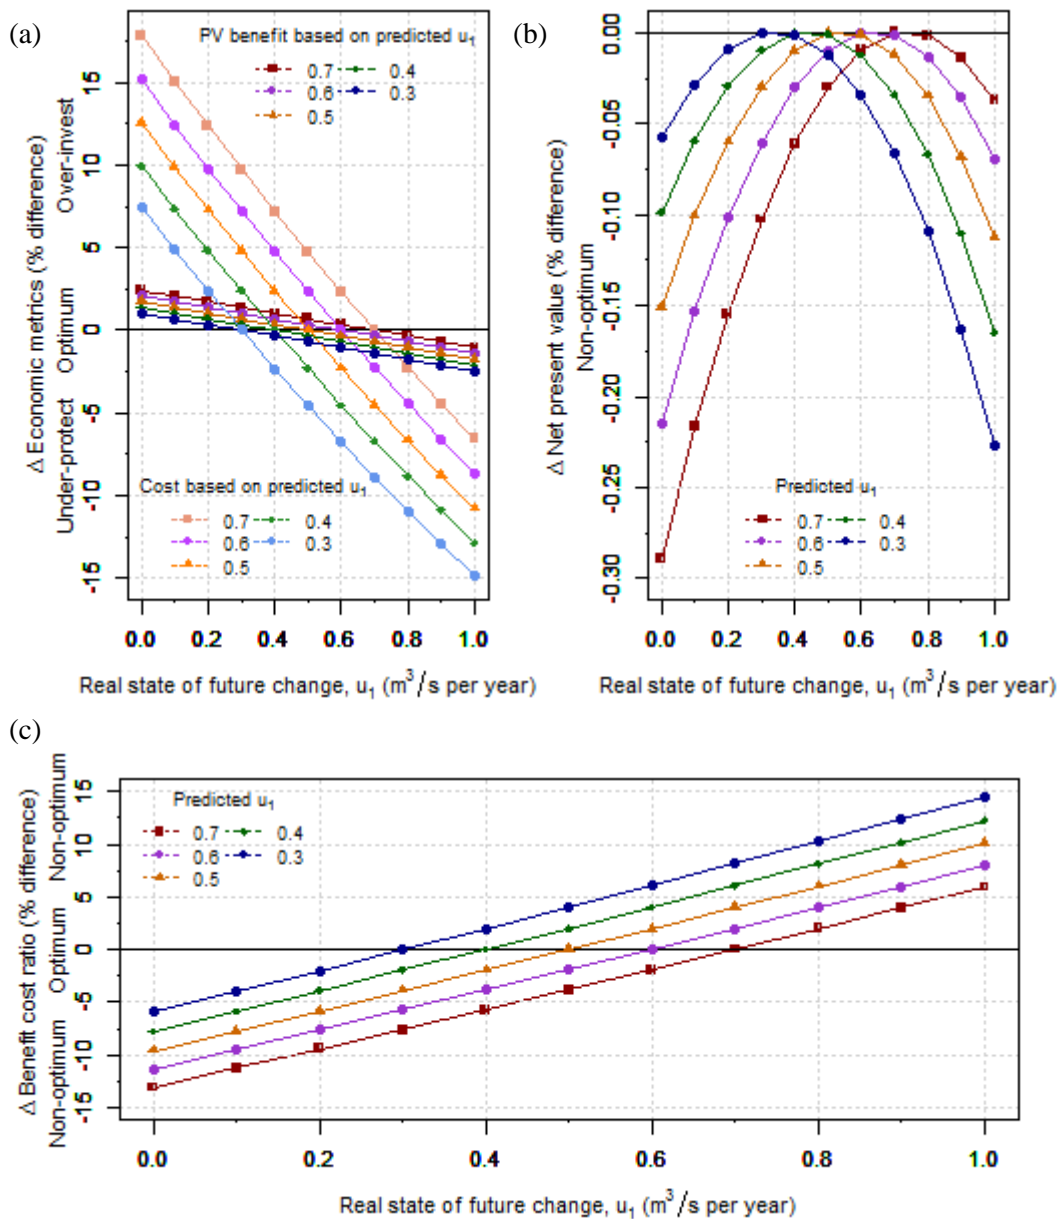 (a)
PV benefit based on predicted u1
0.7 0.4
0.6 0.3
0.5
Δ Economic metrics (% difference)
Under-protect Optimum Over-invest
15
10
5
0
-5
-10
-15
Cost based on predicted u1
0.7 0.4
0.6 0.3
0.5
0.0 0.2 0.4 0.6 0.8 1.0
Real state of future change, u1 (m3/s per year)
(b)
Δ Net present value (% difference)
Non-optimum
0.00
-0.05
-0.10
-0.15
-0.20
-0.25
-0.30
Predicted u1
0.7 0.4
0.6 0.3
0.5
0.0 0.2 0.4 0.6 0.8 1.0
Real state of future change, u1 (m3/s per year)
(c)
Δ Benefit cost ratio (% difference)
Non-optimum Optimum Non-optimum
15
10
5
0
-5
-10
-15
Predicted u1
0.7 0.4
0.6 0.3
0.5
0.0 0.2 0.4 0.6 0.8 1.0
Real state of future change, u1 (m3/s per year)